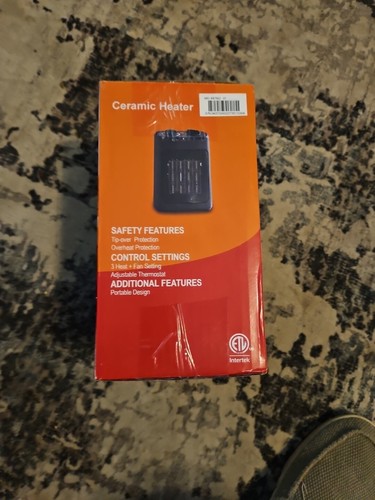 Ceramic Heater
SAFETY FEATURES
Tip-over Protection
Overheat Protection
CONTROL SETTINGS
3 Heat + Fan Setting
Adjustable Thermostat
ADDITIONAL FEATURES
Portable Design
ETL
Intertek